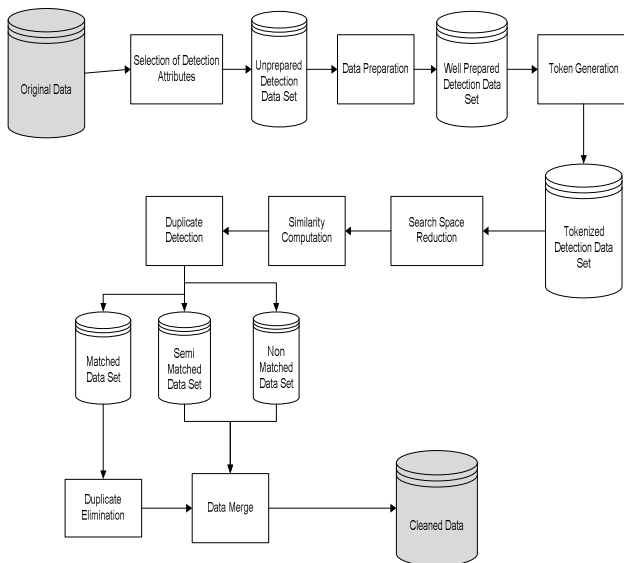 Original Data
Selection of Detection
Attributes
Unprepared
Detection
Data Set
Data Preparation
Well Prepared
Detection Data
Set
Token Generation
Duplicate
Detection
Similarity
Computation
Search Space
Reduction
Tokenized
Detection Data
Set
Matched
Data Set
Semi
Matched
Data Set
Non
Matched
Data Set
Duplicate
Elimination
Data Merge
Cleaned Data